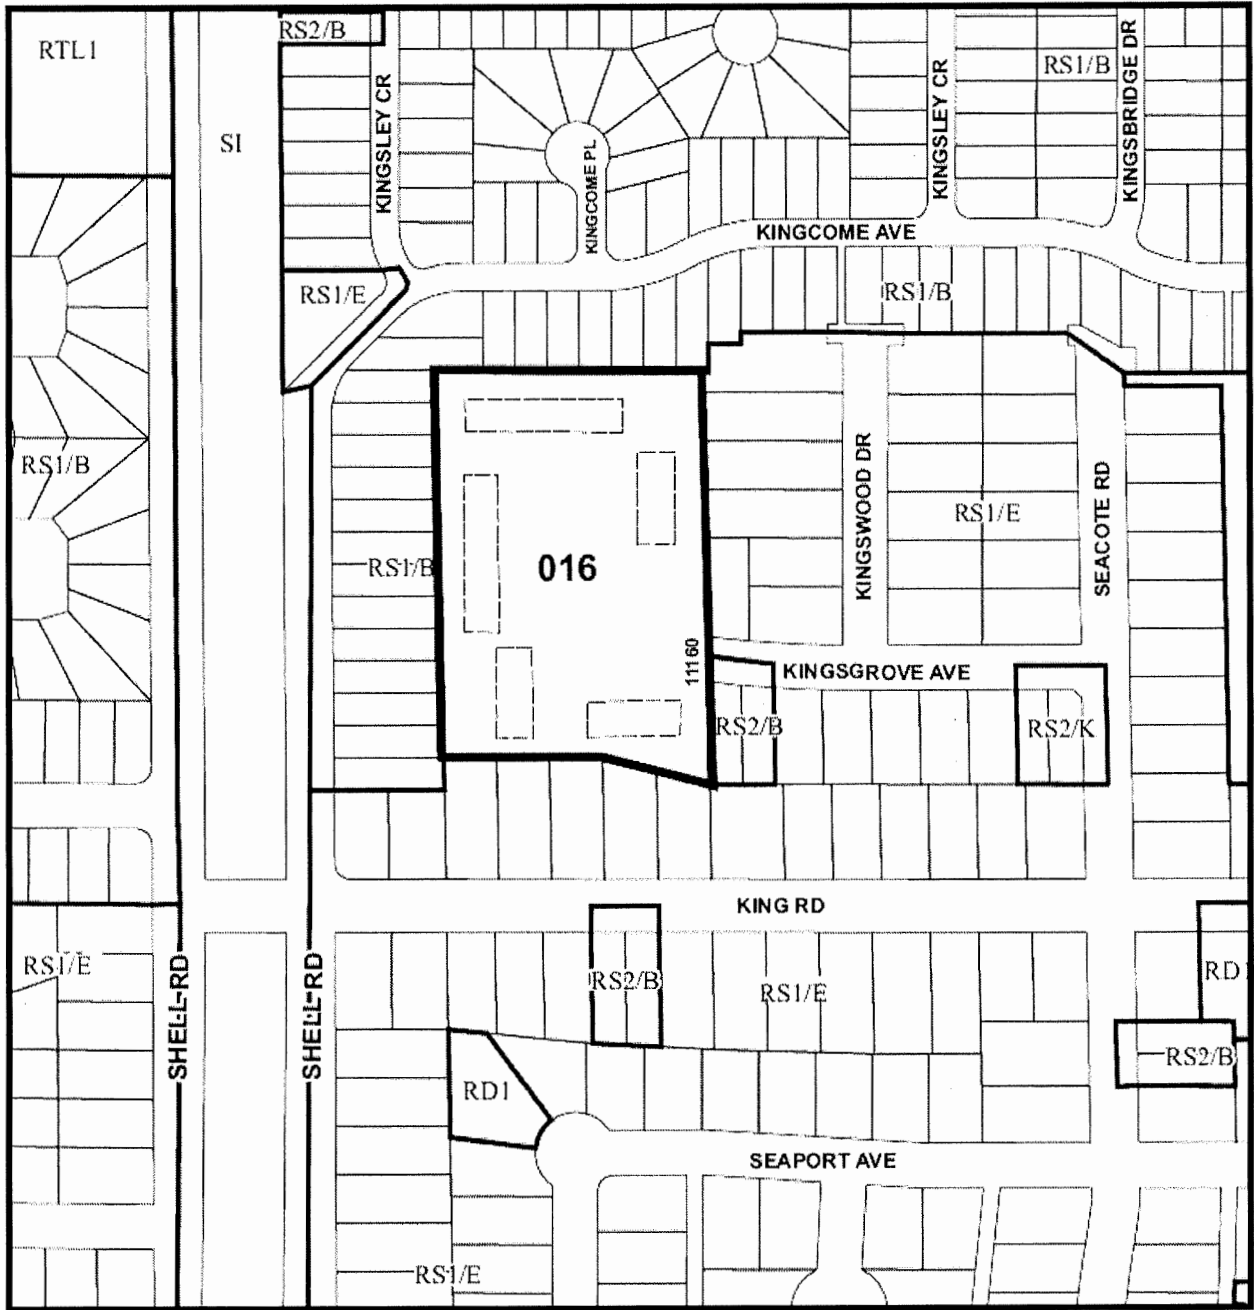 RTL1
RS2/B
SI
KINGSLEY CR
KINGCOME PL
KINGSLEY CR
RS1/B
KINGSBRIDGE DR
KINGCOME AVE
RS1/E
RS1/B
RS1/B
RS1/B
016
11160
KINGSWOOD DR
RS1/E
SEACOTE RD
KINGSGROVE AVE
RS2/B
RS2/K
KING RD
RS1/E
SHELL RD
SHELL RD
RS2/B
RS1/E
RD1
RS2/B
RD1
SEAPORT AVE
RS1/E